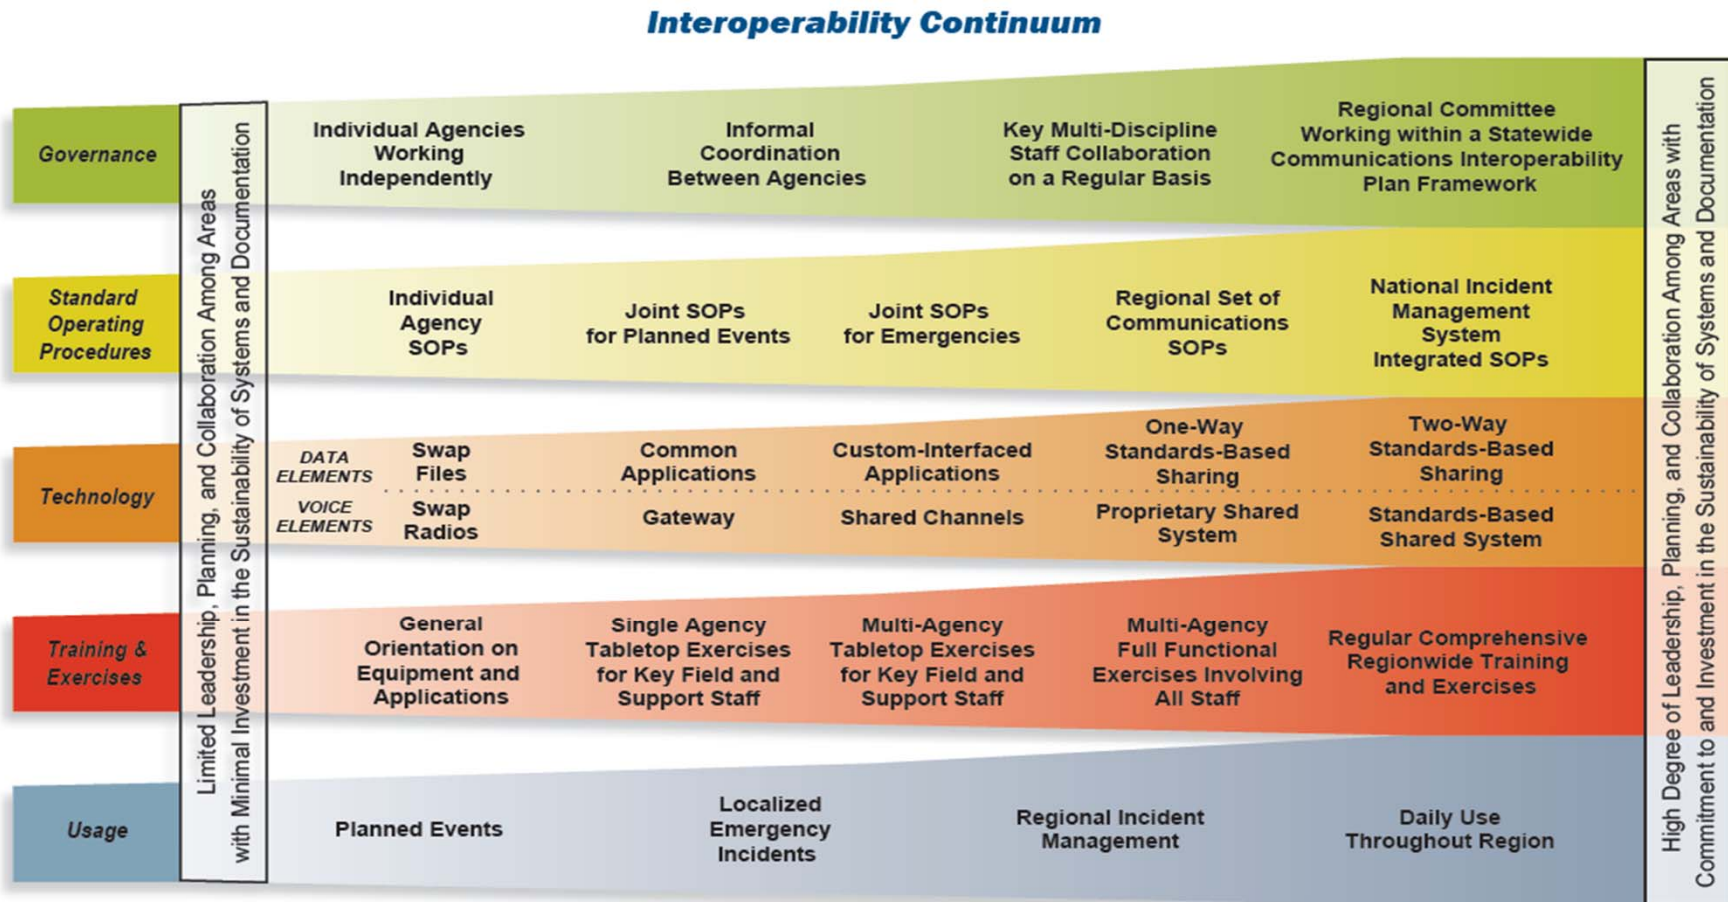 Interoperability Continuum
Limited Leadership, Planning, and Collaboration Among Areas
with Minimal Investment in the Sustainability of Systems and Documentation
Governance
Individual Agencies
Working
Independently
Informal
Coordination
Between Agencies
Key Multi-Discipline
Staff Collaboration
on a Regular Basis
Regional Committee
Working within a Statewide
Communications Interoperability
Plan Framework
Standard
Operating
Procedures
Individual
Agency
SOPs
Joint SOPs
for Planned Events
Joint SOPs
for Emergencies
Regional Set of
Communications
SOPs
National Incident
Management
System
Integrated SOPs
Technology
DATA
ELEMENTS
Swap
Files
Common
Applications
Custom-Interfaced
Applications
One-Way
Standards-Based
Sharing
Two-Way
Standards-Based
Sharing
VOICE
ELEMENTS
Swap
Radios
Gateway
Shared Channels
Proprietary Shared
System
Standards-Based
Shared System
Training &
Exercises
General
Orientation on
Equipment and
Applications
Single Agency
Tabletop Exercises
for Key Field and
Support Staff
Multi-Agency
Tabletop Exercises
for Key Field and
Support Staff
Multi-Agency
Full Functional
Exercises Involving
All Staff
Regular Comprehensive
Regionwide Training
and Exercises
Usage
Planned Events
Localized
Emergency
Incidents
Regional Incident
Management
Daily Use
Throughout Region
High Degree of Leadership, Planning, and Collaboration Among Areas with
Commitment to and Investment in the Sustainability of Systems and Documentation